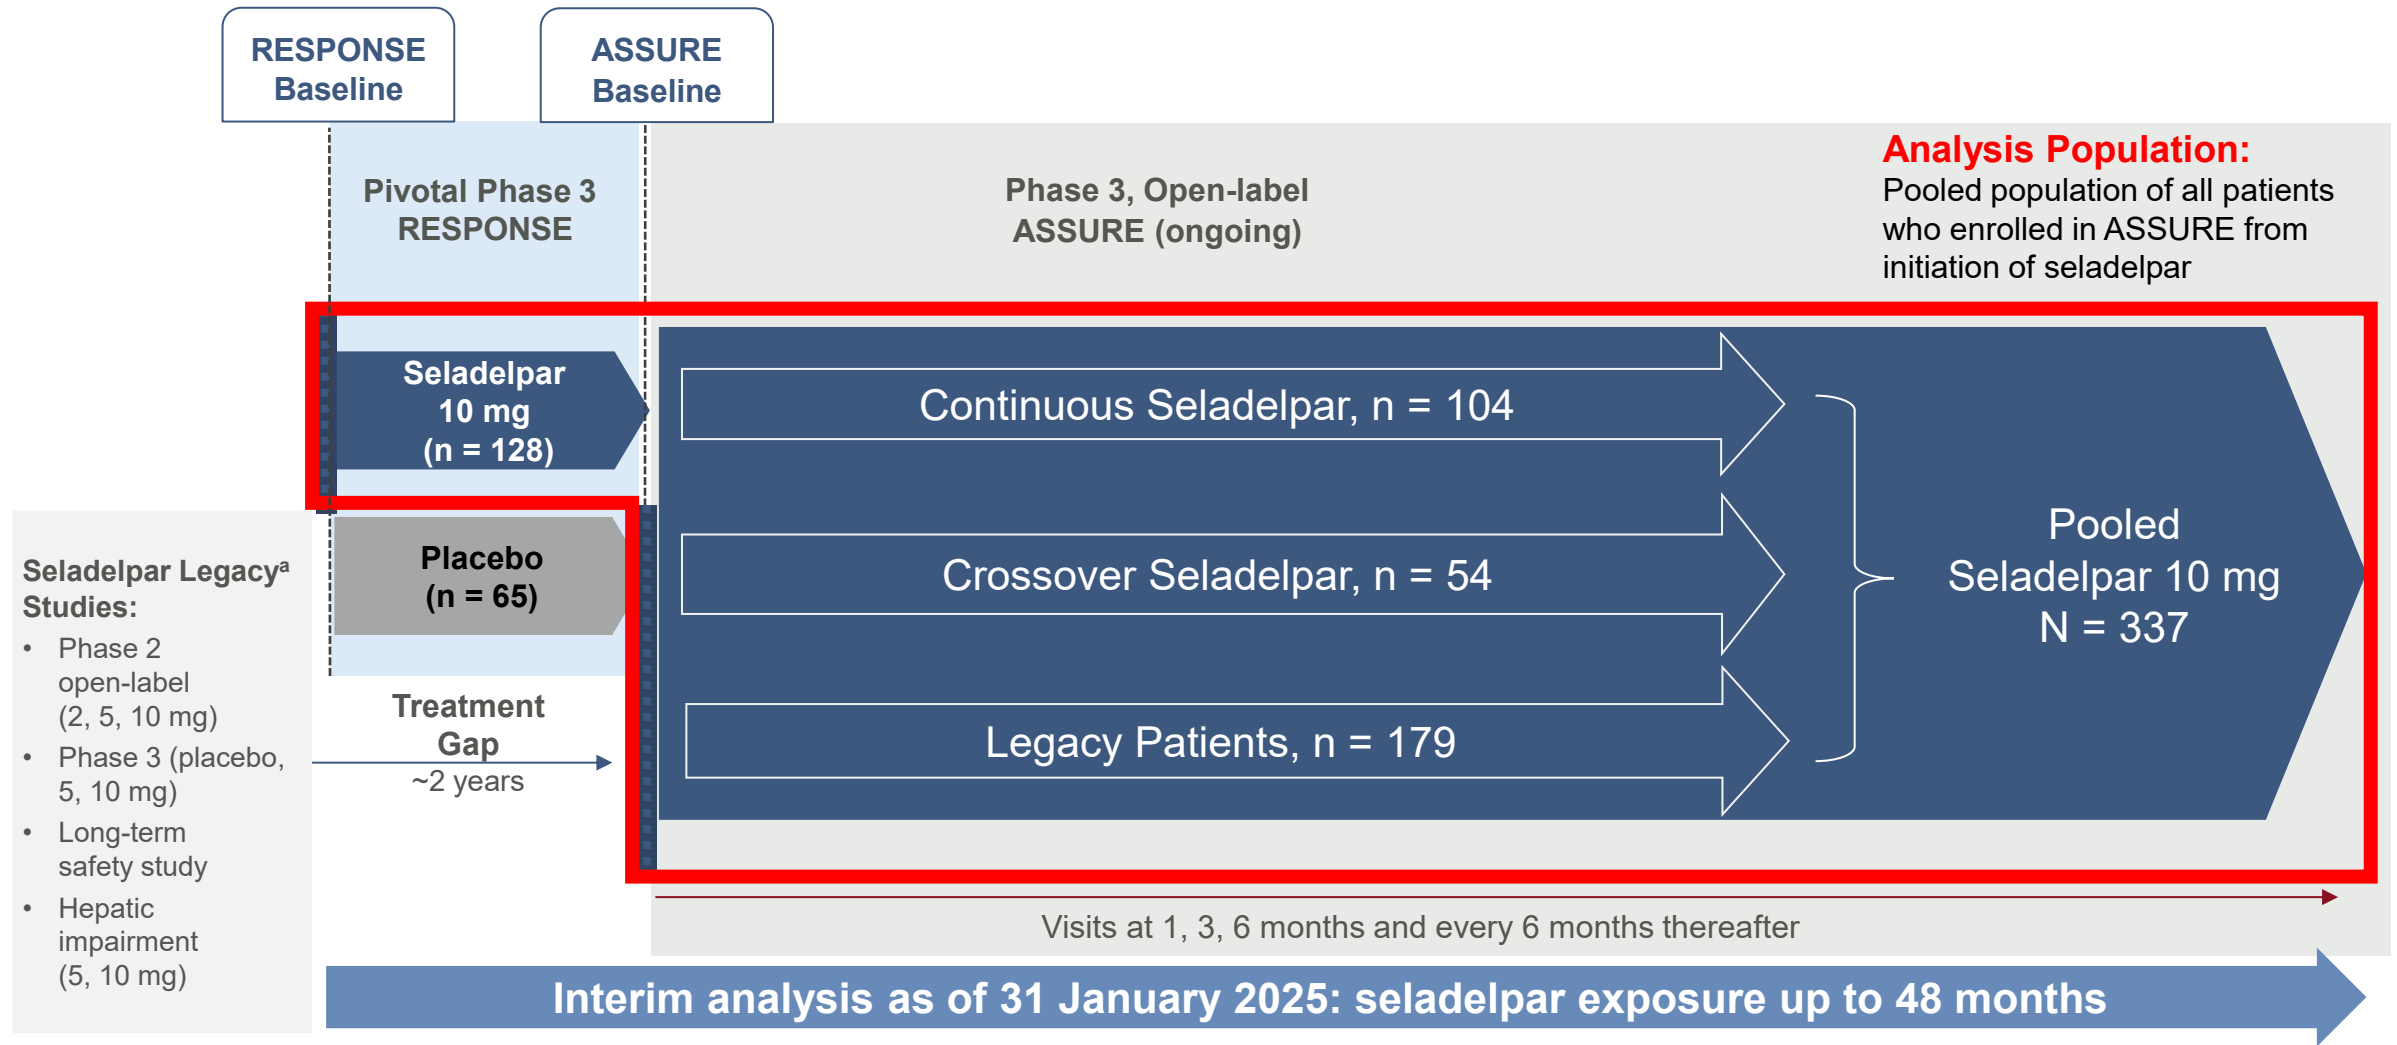 RESPONSE
Baseline
ASSURE
Baseline
Pivotal Phase 3
RESPONSE
Phase 3, Open-label
ASSURE (ongoing)
Analysis Population:
Pooled population of all patients
who enrolled in ASSURE from
initiation of seladelpar
Seladelpar
10 mg
(n = 128)
Placebo
(n = 65)
Continuous Seladelpar, n = 104
Crossover Seladelpar, n = 54
Legacy Patients, n = 179
Pooled
Seladelpar 10 mg
N = 337
Seladelpar Legacyᵃ
Studies:
• Phase 2
open-label
(2, 5, 10 mg)
• Phase 3 (placebo,
5, 10 mg)
• Long-term
safety study
• Hepatic
impairment
(5, 10 mg)
Treatment
Gap
~2 years
Visits at 1, 3, 6 months and every 6 months thereafter
Interim analysis as of 31 January 2025: seladelpar exposure up to 48 months